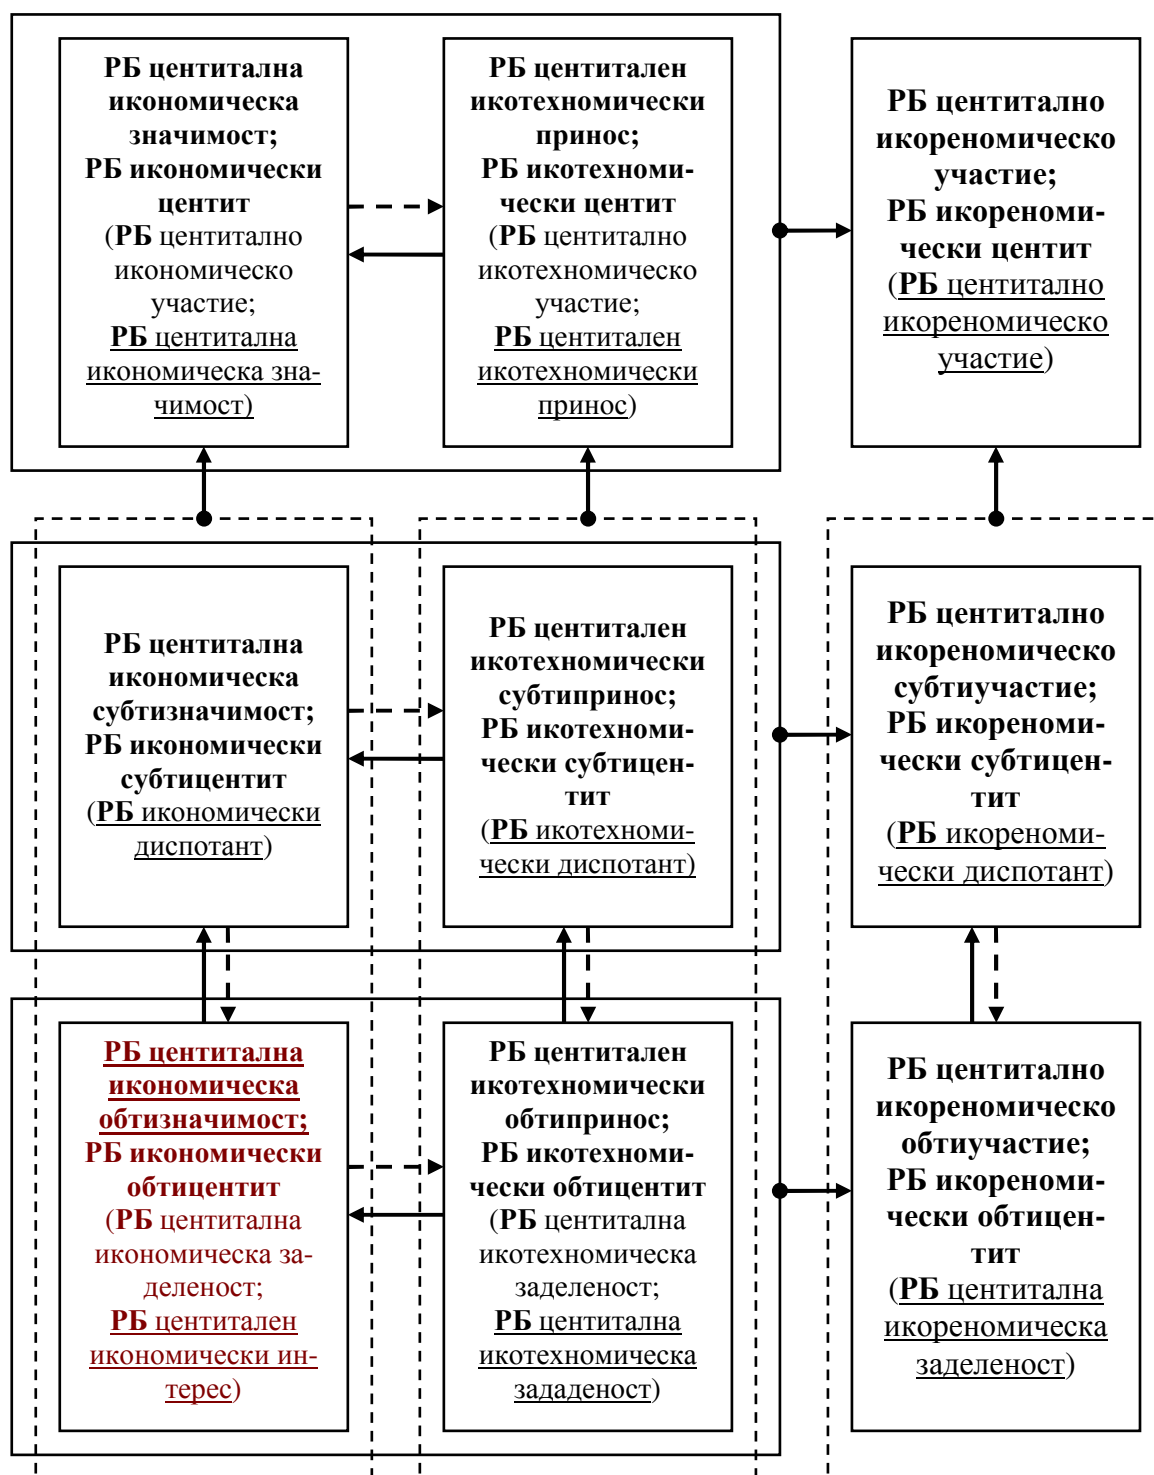 РБ центитална
икономическа
значимост;
РБ икономически
центит
(РБ центитално
икономическо
участие;
РБ центитална
икономическа зна-
чимост)
РБ центитален
икотехномически
принос;
РБ икотехноми-
чески центит
(РБ центитално
икотехномическо
участие;
РБ центитален
икотехномически
принос)
РБ центитално
икореномическо
участие;
РБ икореноми-
чески центит
(РБ центитално
икореномическо
участие)
РБ центитална
икономическа
субтизначимост;
РБ икономически
субтицентит
(РБ икономически
диспотант)
РБ центитален
икотехномически
субтипринос;
РБ икотехноми-
чески субтицен-
тит
(РБ икотехноми-
чески диспотант)
РБ центитално
икореномическо
субтиучастие;
РБ икореноми-
чески субтицен-
тит
(РБ икореноми-
чески диспотант)
РБ центитална
икономическа
обтизначимост;
РБ икономически
обтицентит
(РБ центитална
икономическа за-
деленост;
РБ центитален
икономически ин-
терес)
РБ центитален
икотехномически
обтипринос;
РБ икотехноми-
чески обтицентит
(РБ центитална
икотехномическа
заделеност;
РБ центитална
икотехномическа
зададеност)
РБ центитално
икореномическо
обтиучастие;
РБ икореноми-
чески обтицен-
тит
(РБ центитална
икореномическа
заделеност)